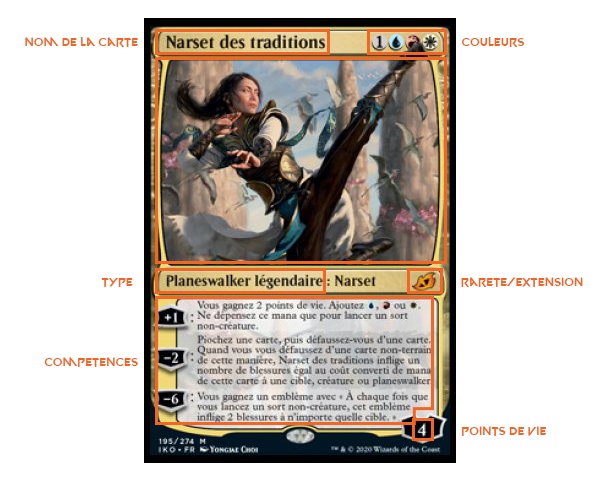 NOM DE LA CARTE
Narset des traditions
1
COULEURS
TYPE
Planeswalker légendaire : Narset
RARETE/EXTENSION
COMPETENCES
+1 : Vous gagnez 2 points de vie. Ajoutez , ou .
Ne dépensez ce mana que pour lancer un sort
non-créature.
-2 : Piochez une carte, puis défaussez-vous d'une carte.
Quand vous vous défaussez d'une carte non-terrain
de cette manière, Narset des traditions inflige un
nombre de blessures égal au coût converti de mana
de cette carte à une cible, créature ou planeswalker
-6 : Vous gagnez un emblème avec « À chaque fois que
vous lancez un sort non-créature, cet emblème
inflige 2 blessures à n'importe quelle cible. »
4
POINTS DE VIE
195/274 M
IKO • FR YONGJAE CHOI
™ & © 2020 Wizards of the Coast